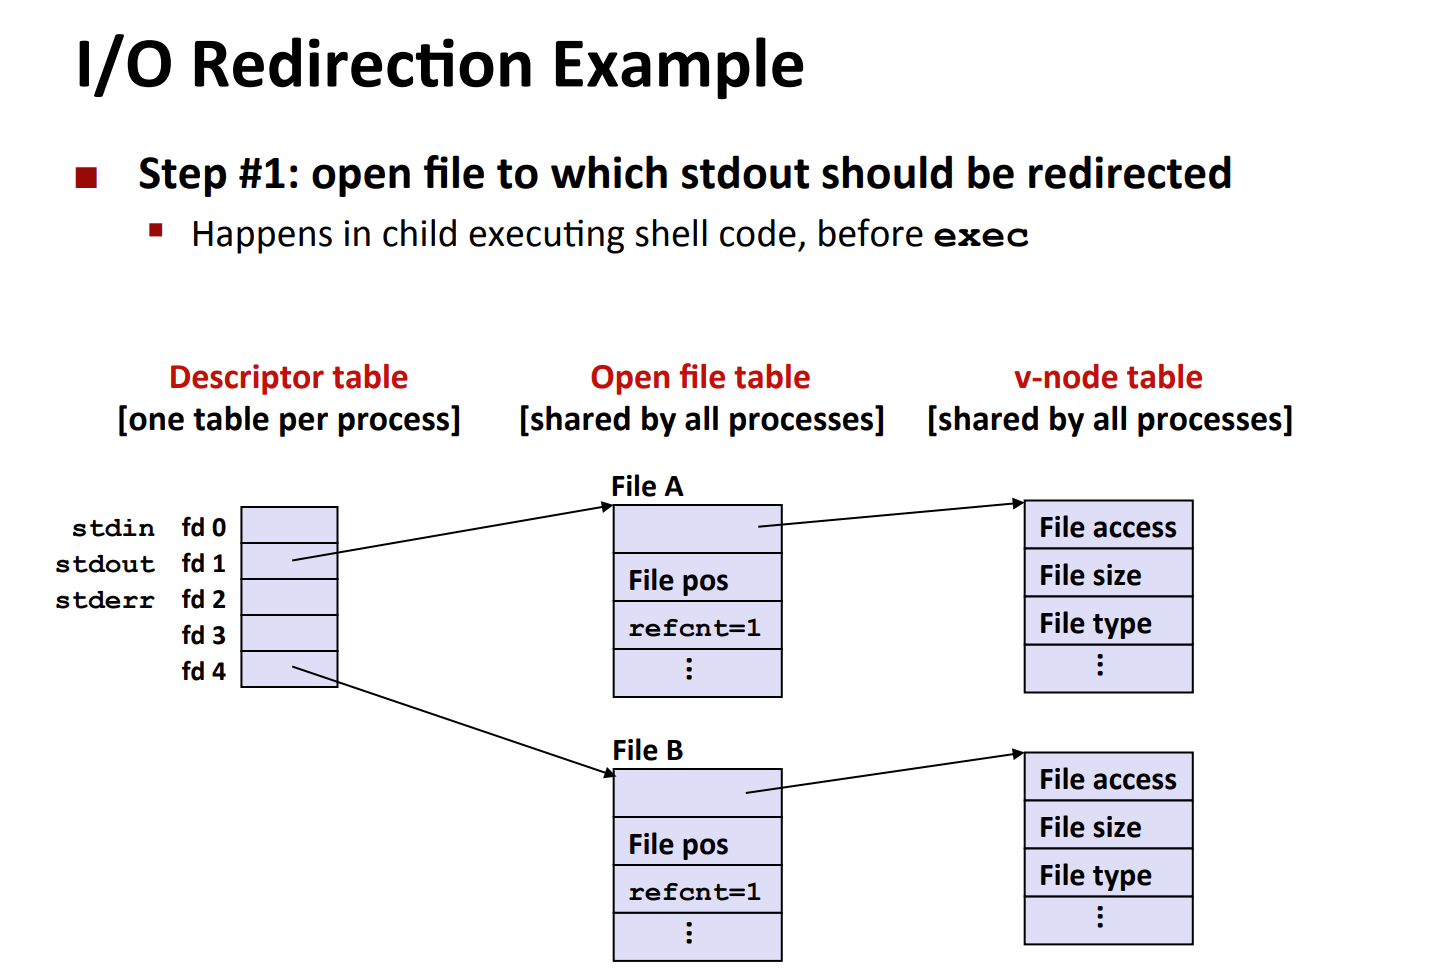 I/O Redirection Example
Step #1: open file to which stdout should be redirected
Happens in child executing shell code, before exec
Descriptor table
[one table per process]
Open file table
[shared by all processes]
v-node table
[shared by all processes]
stdin fd 0
stdout fd 1
stderr fd 2
fd 3
fd 4
File A
File pos
refcnt=1
⋮
File access
File size
File type
⋮
File B
File pos
refcnt=1
⋮
File access
File size
File type
⋮